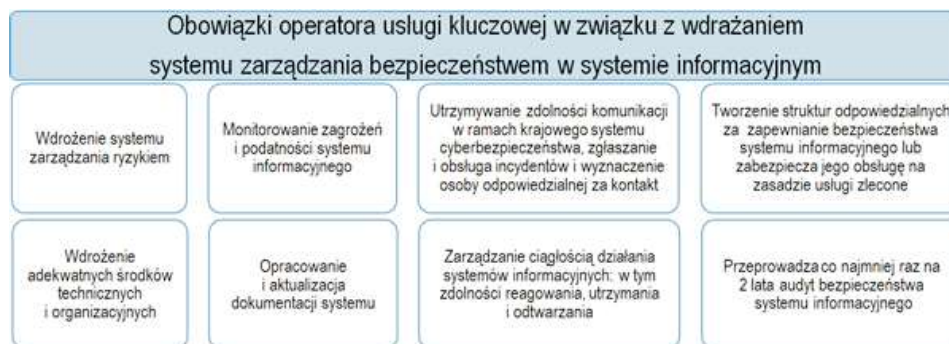 Obowiązki operatora usługi kluczowej w związku z wdrażaniem
systemu zarządzania bezpieczeństwem w systemie informacyjnym
Wdrożenie systemu
zarządzania ryzykiem
Monitorowanie zagrożeń
i podatności systemu
informacyjnego
Utrzymywanie zdolności komunikacji
w ramach krajowego systemu
cyberbezpieczeństwa, zgłaszanie
i obsługa incydentów i wyznaczenie
osoby odpowiedzialnej za kontakt
Tworzenie struktur odpowiedzialnych
za zapewnianie bezpieczeństwa
systemu informacyjnego lub
zabezpiecza jego obsługę na
zasadzie usługi zlecone
Wdrożenie
adekwatnych środków
technicznych
i organizacyjnych
Opracowanie
i aktualizacja
dokumentacji systemu
Zarządzanie ciągłością działania
systemów informacyjnych: w tym
zdolności reagowania, utrzymania
i odtwarzania
Przeprowadza co najmniej raz na
2 lata audyt bezpieczeństwa
systemu informacyjnego